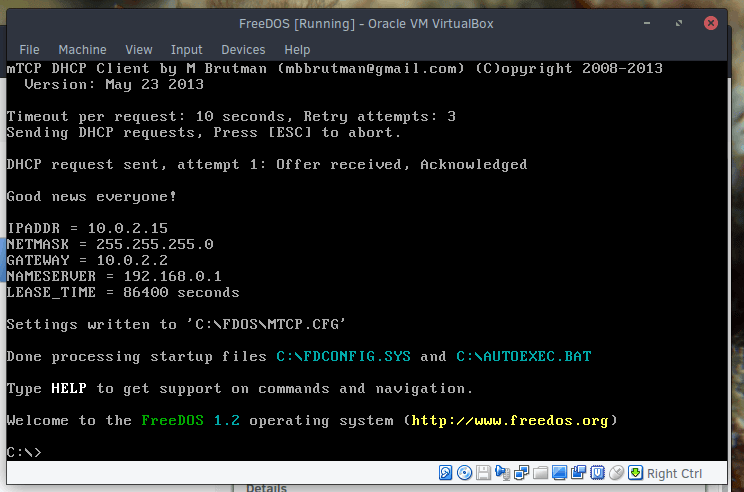 FreeDOS [Running] - Oracle VM VirtualBox
File Machine View Input Devices Help
mTCP DHCP Client by M Brutman (mbbrutman@gmail.com) (C)opyright 2008-2013
  Version: May 23 2013
Timeout per request: 10 seconds, Retry attempts: 3
Sending DHCP requests, Press [ESC] to abort.
DHCP request sent, attempt 1: Offer received, Acknowledged
Good news everyone!
IPADDR = 10.0.2.15
NETMASK = 255.255.255.0
GATEWAY = 10.0.2.2
NAMESERVER = 192.168.0.1
LEASE_TIME = 86400 seconds
Settings written to 'C:\FDOS\MTCP.CFG'
Done processing startup files C:\FDCONFIG.SYS and C:\AUTOEXEC.BAT
Type HELP to get support on commands and navigation.
Welcome to the FreeDOS 1.2 operating system (http://www.freedos.org)
C:\>
Right Ctrl
Details